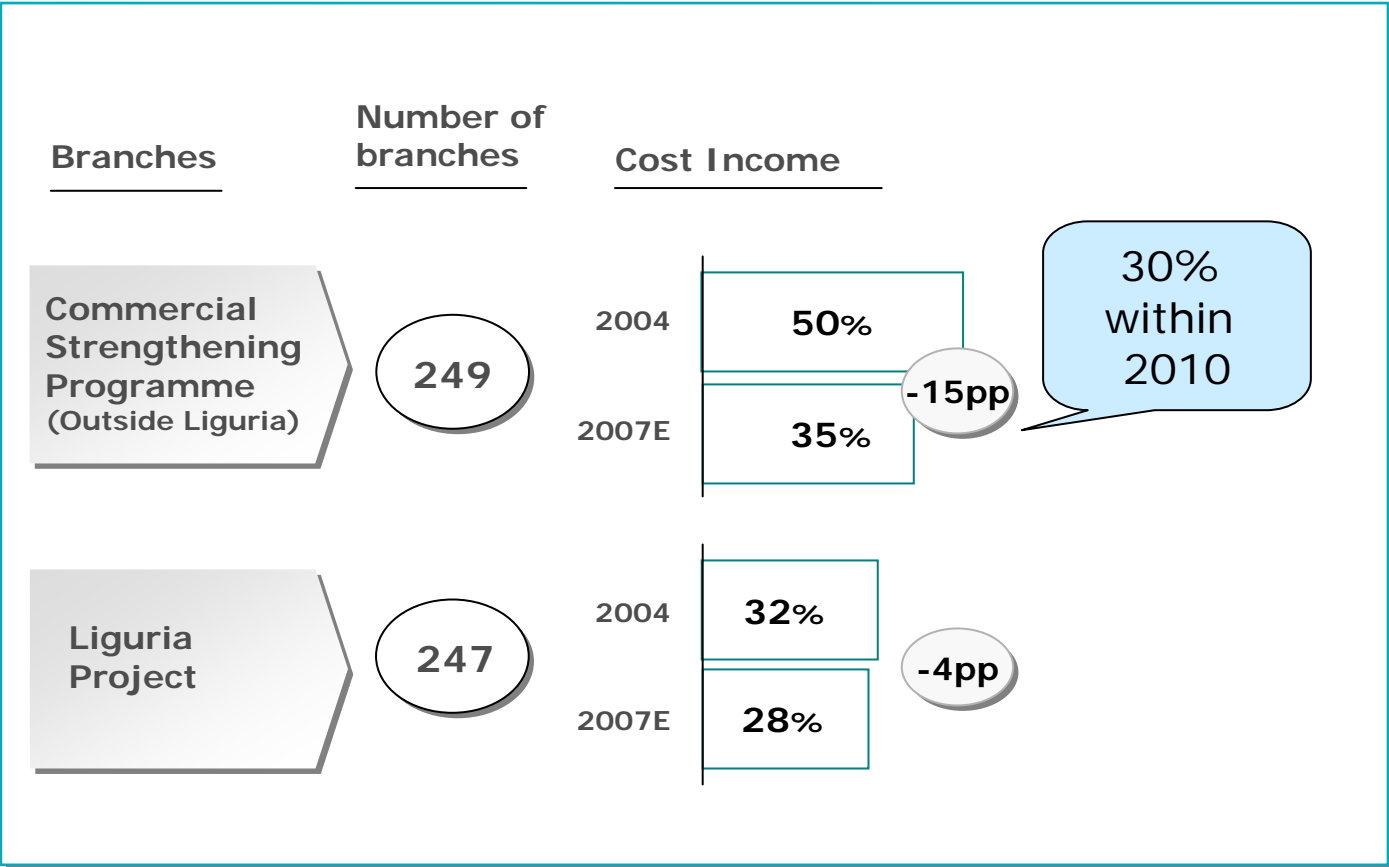 Branches
Number of
branches
Cost Income
Commercial
Strengthening
Programme
(Outside Liguria)
249
2004
50%
2007E
35%
-15pp
30%
within
2010
Liguria
Project
247
2004
32%
2007E
28%
-4pp